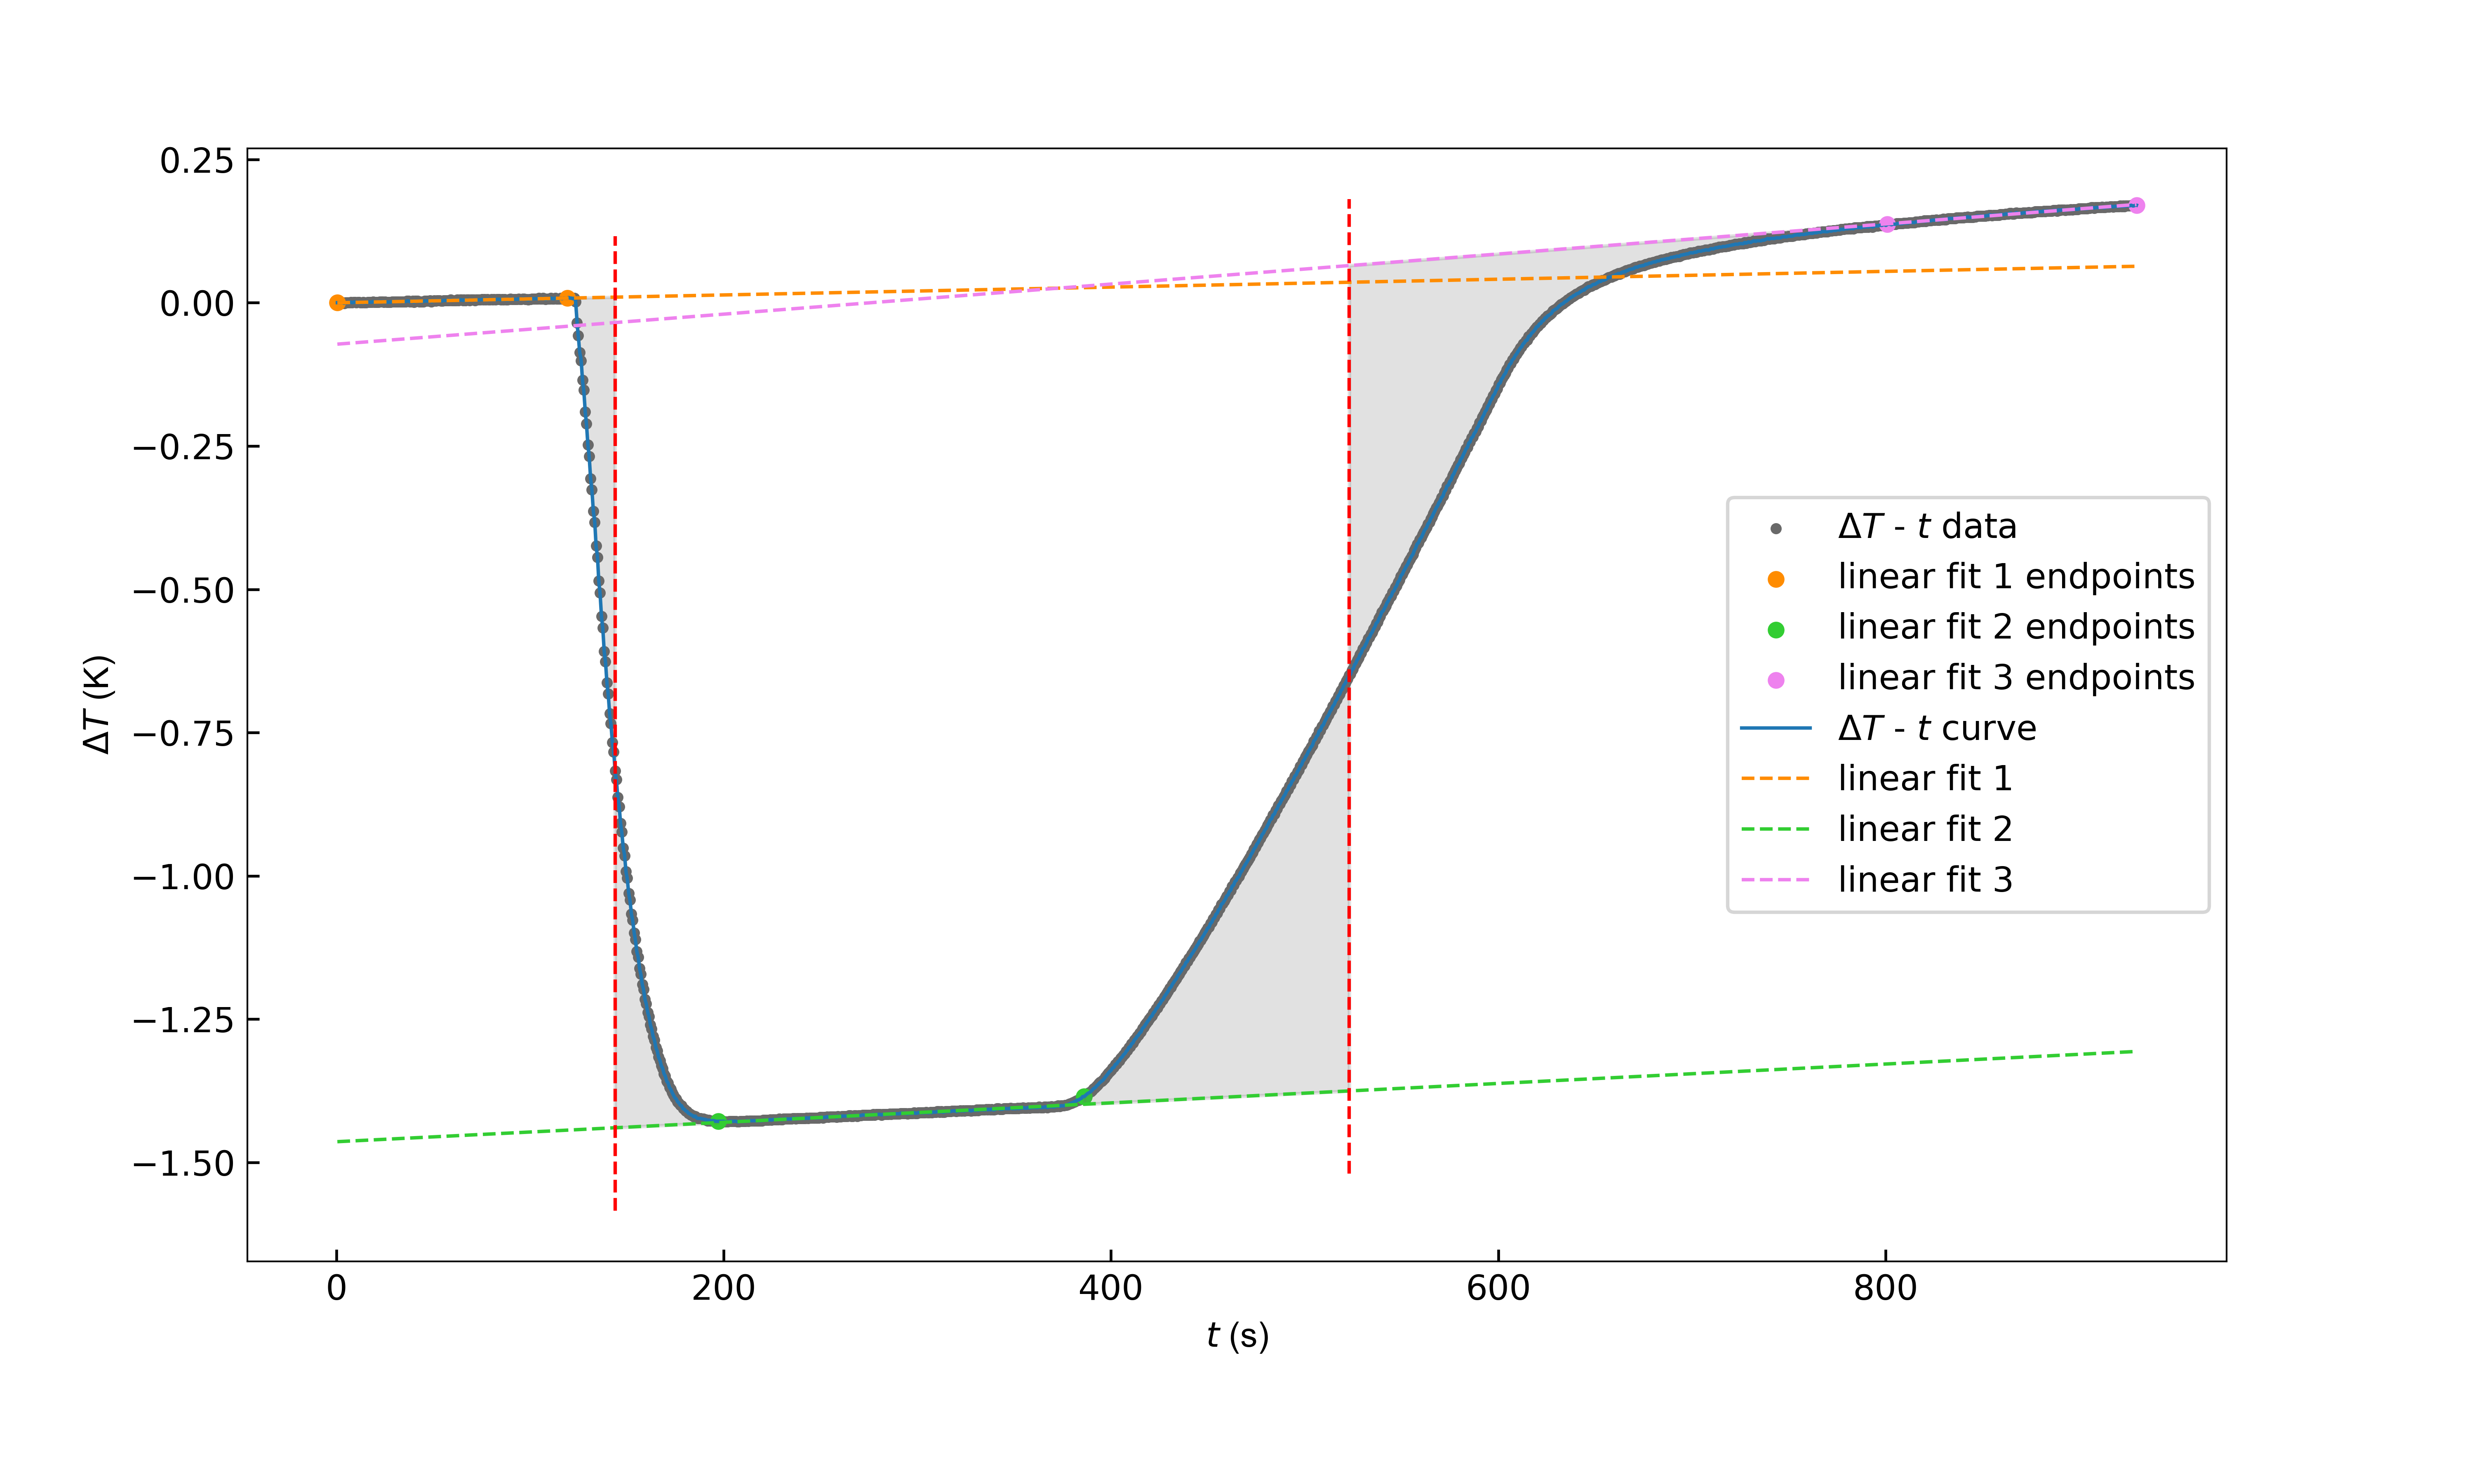 0.25
0.00
−0.25
−0.50
−0.75
−1.00
−1.25
−1.50
ΔT (K)
0
200
400
600
800
t (s)
ΔT - t data
linear fit 1 endpoints
linear fit 2 endpoints
linear fit 3 endpoints
ΔT - t curve
linear fit 1
linear fit 2
linear fit 3